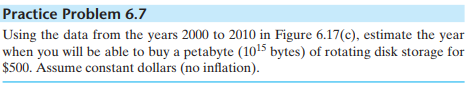 Practice Problem 6.7
Using the data from the years 2000 to 2010 in Figure 6.17(c), estimate the year
when you will be able to buy a petabyte (10¹⁵ bytes) of rotating disk storage for
$500. Assume constant dollars (no inflation).